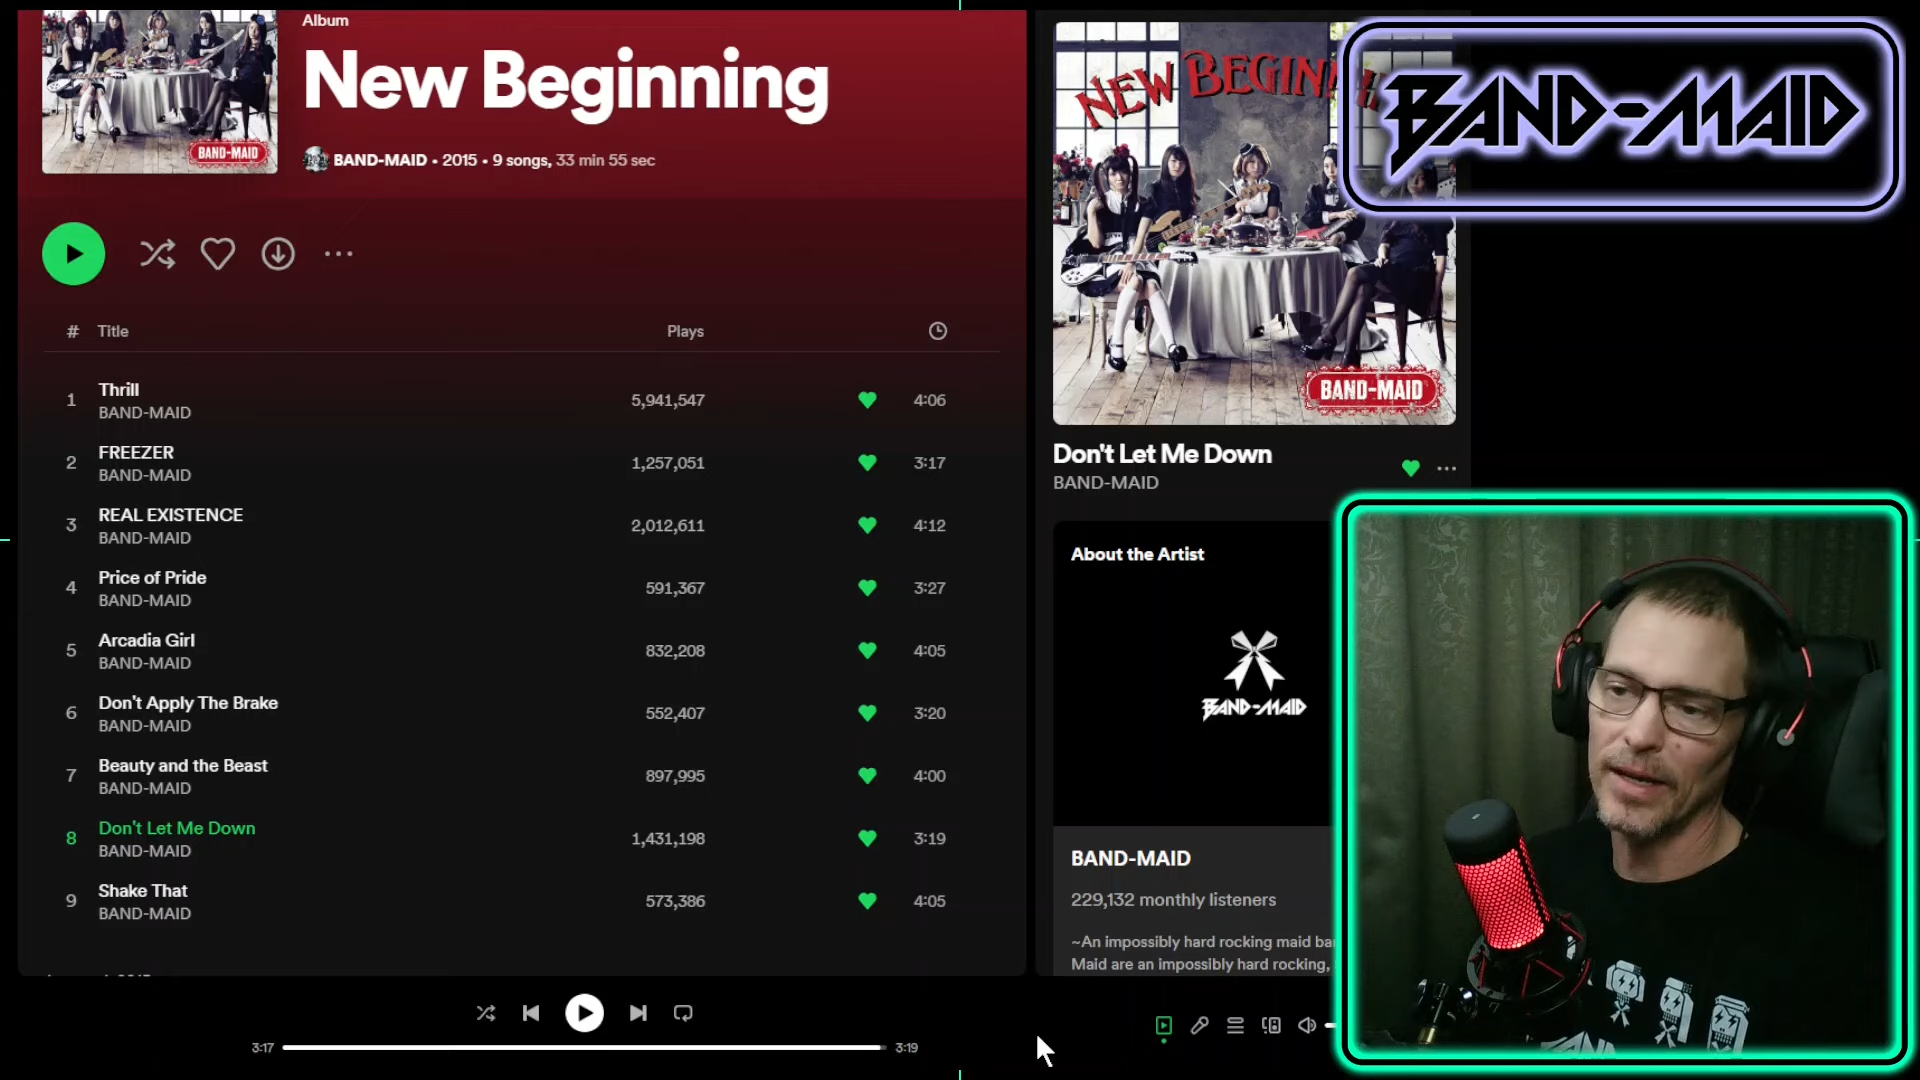 Album
New Beginning
BAND-MAID • 2015 • 9 songs, 33 min 55 sec
BAND-MAID
# Title Plays
1 Thrill 5,941,547 4:06
BAND-MAID
2 FREEZER 1,257,051 3:17
BAND-MAID
3 REAL EXISTENCE 2,012,611 4:12
BAND-MAID
4 Price of Pride 591,367 3:27
BAND-MAID
5 Arcadia Girl 832,208 4:05
BAND-MAID
6 Don't Apply The Brake 552,407 3:20
BAND-MAID
7 Beauty and the Beast 897,995 4:00
BAND-MAID
8 Don't Let Me Down 1,431,198 3:19
BAND-MAID
9 Shake That 573,386 4:05
BAND-MAID
3:17 3:19
NEW
BAND-MAID
BAND-MAID
Don't Let Me Down
BAND-MAID
About the Artist
BAND-MAID
BAND-MAID
229,132 monthly listeners
~An impossibly hard rocking maid
Maid are an impossibly hard rocking,